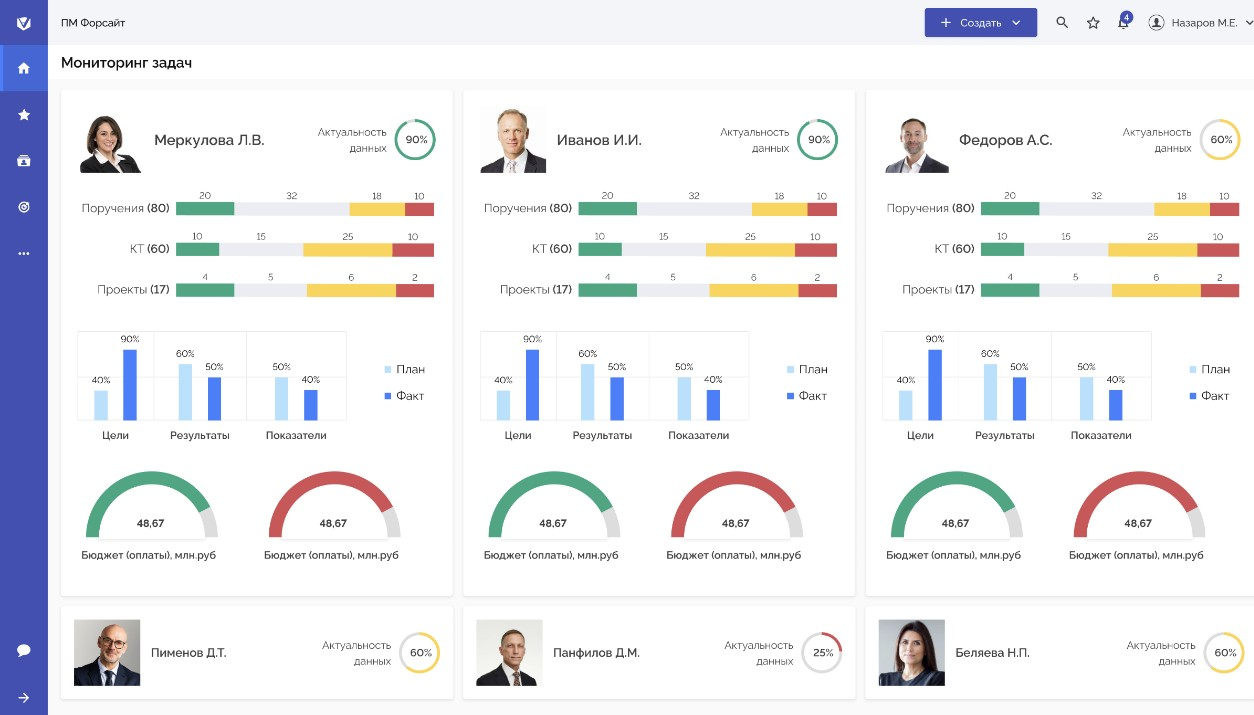 ПМ Форсайт
Создать
4
Назаров М.Е.
Мониторинг задач
Меркулова Л.В.
Актуальность
данных
90%
20 32 18 10
Поручения (80)
10 15 25 10
КТ (60)
4 5 6 2
Проекты (17)
90%
60%
50%
50%
40%
40%
План
Факт
Цели Результаты Показатели
48,67 48,67
Бюджет (оплаты), млн.руб Бюджет (оплаты), млн.руб
Иванов И.И.
Актуальность
данных
90%
20 32 18 10
Поручения (80)
10 15 25 10
КТ (60)
4 5 6 2
Проекты (17)
90%
60%
50%
50%
40%
40%
План
Факт
Цели Результаты Показатели
48,67 48,67
Бюджет (оплаты), млн.руб Бюджет (оплаты), млн.руб
Федоров А.С.
Актуальность
данных
60%
20 32 18 10
Поручения (80)
10 15 25 10
КТ (60)
4 5 6 2
Проекты (17)
90%
60%
50%
50%
40%
40%
План
Факт
Цели Результаты Показатели
48,67 48,67
Бюджет (оплаты), млн.руб Бюджет (оплаты), млн.руб
Пименов Д.Т.
Актуальность
данных
60%
Панфилов Д.М.
Актуальность
данных
25%
Беляева Н.П.
Актуальность
данных
60%